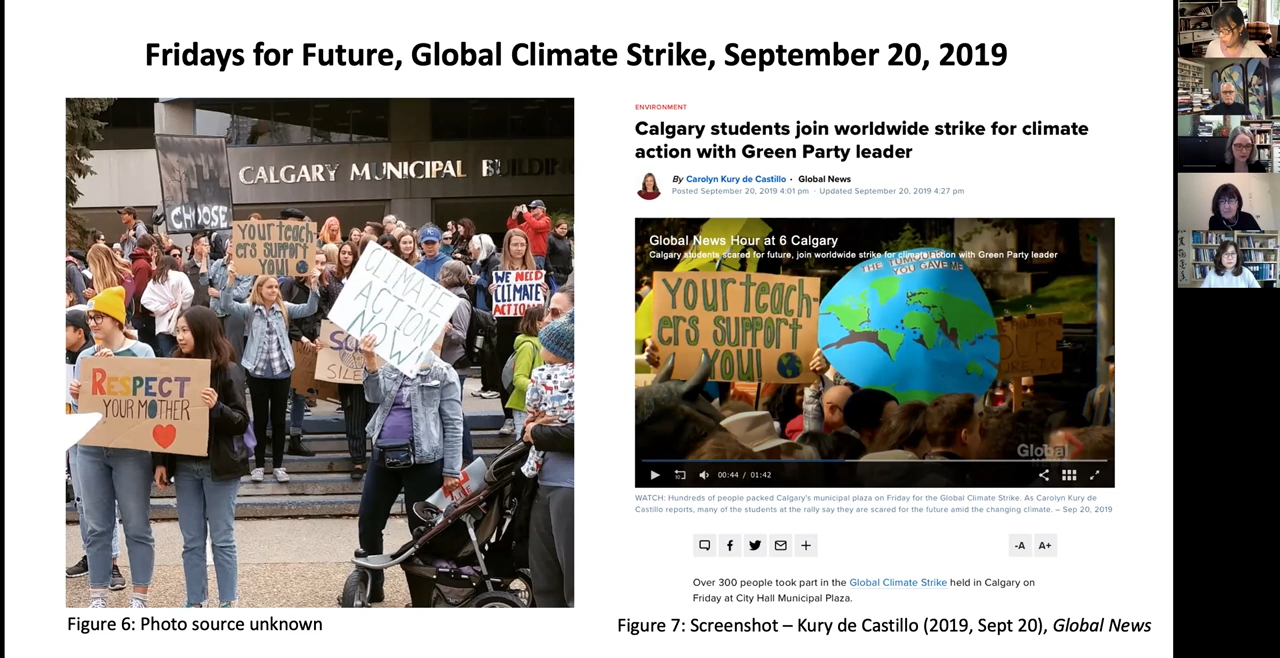 Fridays for Future, Global Climate Strike, September 20, 2019
CALGARY MUNICIPAL BUILDING
CHOOSE
YOUR TEACH-
ERS SUPPORT
YOU!
CLIMATE
ACTION
NOW!
WE NEED
CLIMATE
ACTION
SILE
RESPECT
YOUR MOTHER
Figure 6: Photo source unknown
ENVIRONMENT
Calgary students join worldwide strike for climate
action with Green Party leader
By Carolyn Kury de Castillo · Global News
Posted September 20, 2019 4:01 pm · Updated September 20, 2019 4:27 pm
Global News Hour at 6 Calgary
Calgary students scared for future, join worldwide strike for climate action with Green Party leader
THE TUMOUR
YOU GAVE ME
YOUR TEACH-
ERS SUPPORT
YOU!
Global
00:44 / 01:42
WATCH: Hundreds of people packed Calgary's municipal plaza on Friday for the Global Climate Strike. As Carolyn Kury de
Castillo reports, many of the students at the rally say they are scared for the future amid the changing climate. – Sep 20, 2019
-A A+
Over 300 people took part in the Global Climate Strike held in Calgary on
Friday at City Hall Municipal Plaza.
Figure 7: Screenshot – Kury de Castillo (2019, Sept 20), Global News